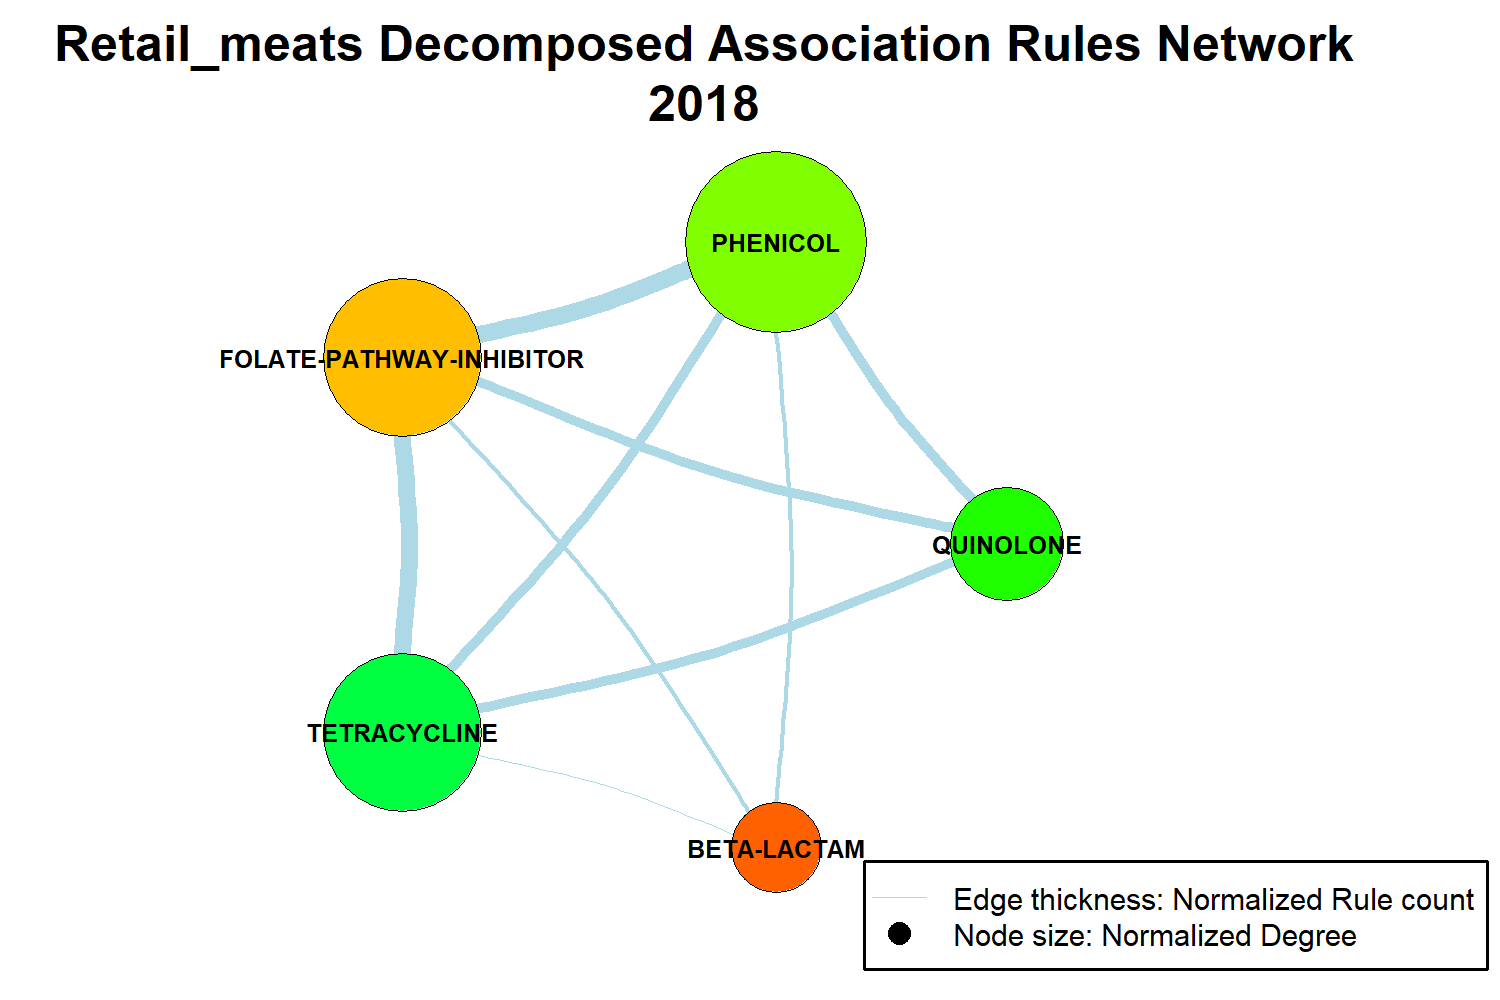 Retail_meats Decomposed Association Rules Network
2018
PHENICOL
FOLATE-PATHWAY-INHIBITOR
QUINOLONE
TETRACYCLINE
BETA-LACTAM
Edge thickness: Normalized Rule count
Node size: Normalized Degree